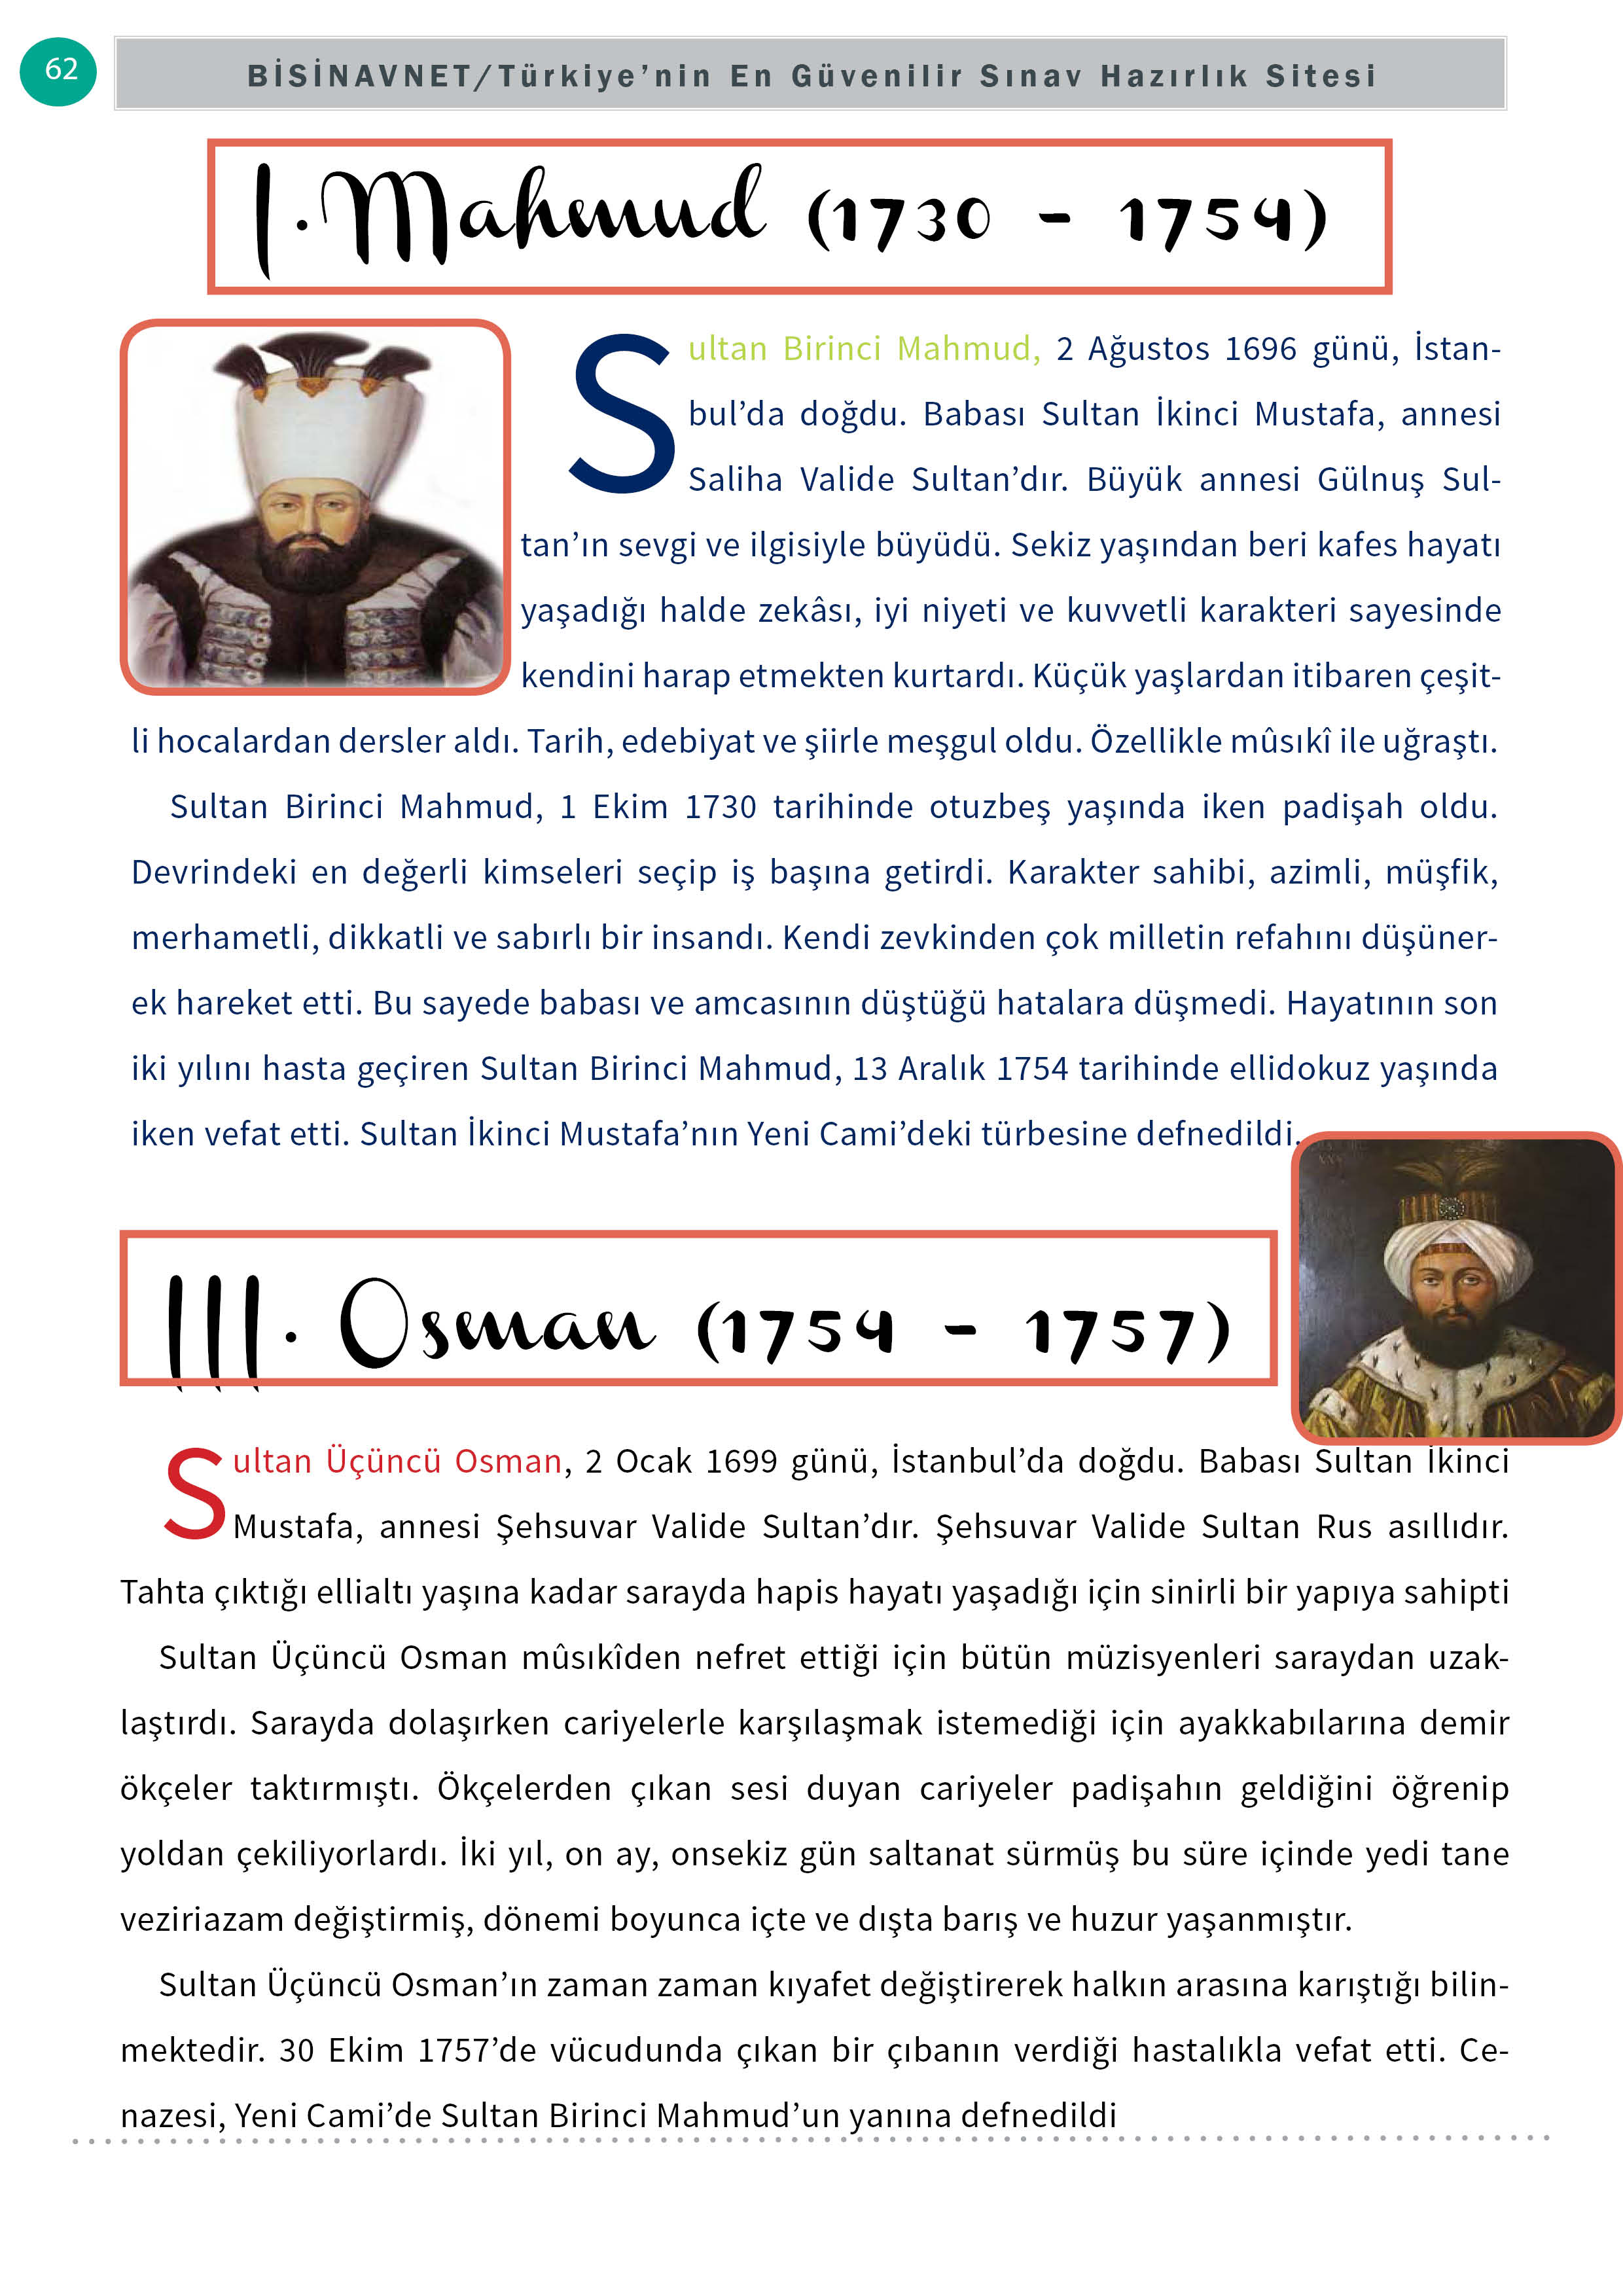 62
BİSİNAVNET/Türkiye’nin En Güvenilir Sınav Hazırlık Sitesi
I. Mahmud (1730 - 1754)
Sultan Birinci Mahmud, 2 Ağustos 1696 günü, İstan-
bul’da doğdu. Babası Sultan İkinci Mustafa, annesi
Saliha Valide Sultan’dır. Büyük annesi Gülnuş Sul-
tan’ın sevgi ve ilgisiyle büyüdü. Sekiz yaşından beri kafes hayatı
yaşadığı halde zekâsı, iyi niyeti ve kuvvetli karakteri sayesinde
kendini harap etmekten kurtardı. Küçük yaşlardan itibaren çeşit-
li hocalardan dersler aldı. Tarih, edebiyat ve şiirle meşgul oldu. Özellikle mûsıkî ile uğraştı.
Sultan Birinci Mahmud, 1 Ekim 1730 tarihinde otuzbeş yaşında iken padişah oldu.
Devrindeki en değerli kimseleri seçip iş başına getirdi. Karakter sahibi, azimli, müşfik,
merhametli, dikkatli ve sabırlı bir insandı. Kendi zevkinden çok milletin refahını düşüner-
ek hareket etti. Bu sayede babası ve amcasının düştüğü hatalara düşmedi. Hayatının son
iki yılını hasta geçiren Sultan Birinci Mahmud, 13 Aralık 1754 tarihinde ellidokuz yaşında
iken vefat etti. Sultan İkinci Mustafa’nın Yeni Cami’deki türbesine defnedildi.
III. Osman (1754 - 1757)
Sultan Üçüncü Osman, 2 Ocak 1699 günü, İstanbul’da doğdu. Babası Sultan İkinci
Mustafa, annesi Şehsuvar Valide Sultan’dır. Şehsuvar Valide Sultan Rus asıllıdır.
Tahta çıktığı ellialtı yaşına kadar sarayda hapis hayatı yaşadığı için sinirli bir yapıya sahipti
Sultan Üçüncü Osman mûsıkîden nefret ettiği için bütün müzisyenleri saraydan uzak-
laştırdı. Sarayda dolaşırken cariyelerle karşılaşmak istemediği için ayakkabılarına demir
ökçeler taktırmıştı. Ökçelerden çıkan sesi duyan cariyeler padişahın geldiğini öğrenip
yoldan çekiliyorlardı. İki yıl, on ay, onsekiz gün saltanat sürmüş bu süre içinde yedi tane
veziriazam değiştirmiş, dönemi boyunca içte ve dışta barış ve huzur yaşanmıştır.
Sultan Üçüncü Osman’ın zaman zaman kıyafet değiştirerek halkın arasına karıştığı bilin-
mektedir. 30 Ekim 1757’de vücudunda çıkan bir çıbanın verdiği hastalıkla vefat etti. Ce-
nazesi, Yeni Cami’de Sultan Birinci Mahmud’un yanına defnedildi